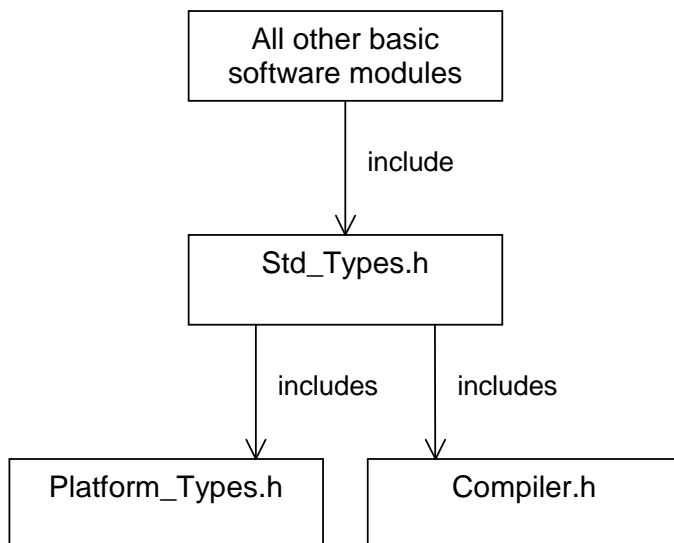 All other basic
software modules
include
Std_Types.h
includes
includes
Platform_Types.h
Compiler.h